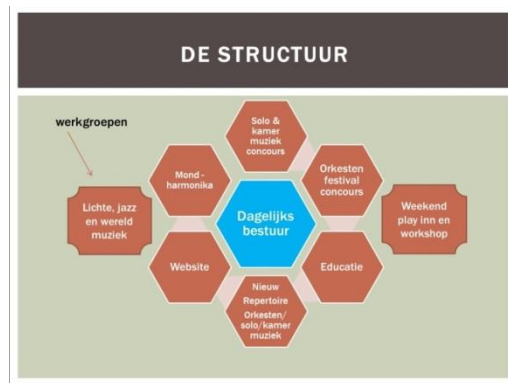 DE STRUCTUUR
werkgroepen
Solo &
kamer
muziek
concours
Mond -
harmonika
Orkesten
festival
concours
Lichte, jazz
en wereld
muziek
Dagelijks
bestuur
Weekend
play inn en
workshop
Website
Educatie
Nieuw
Repertoire
Orkesten/
solo/kamer
muziek